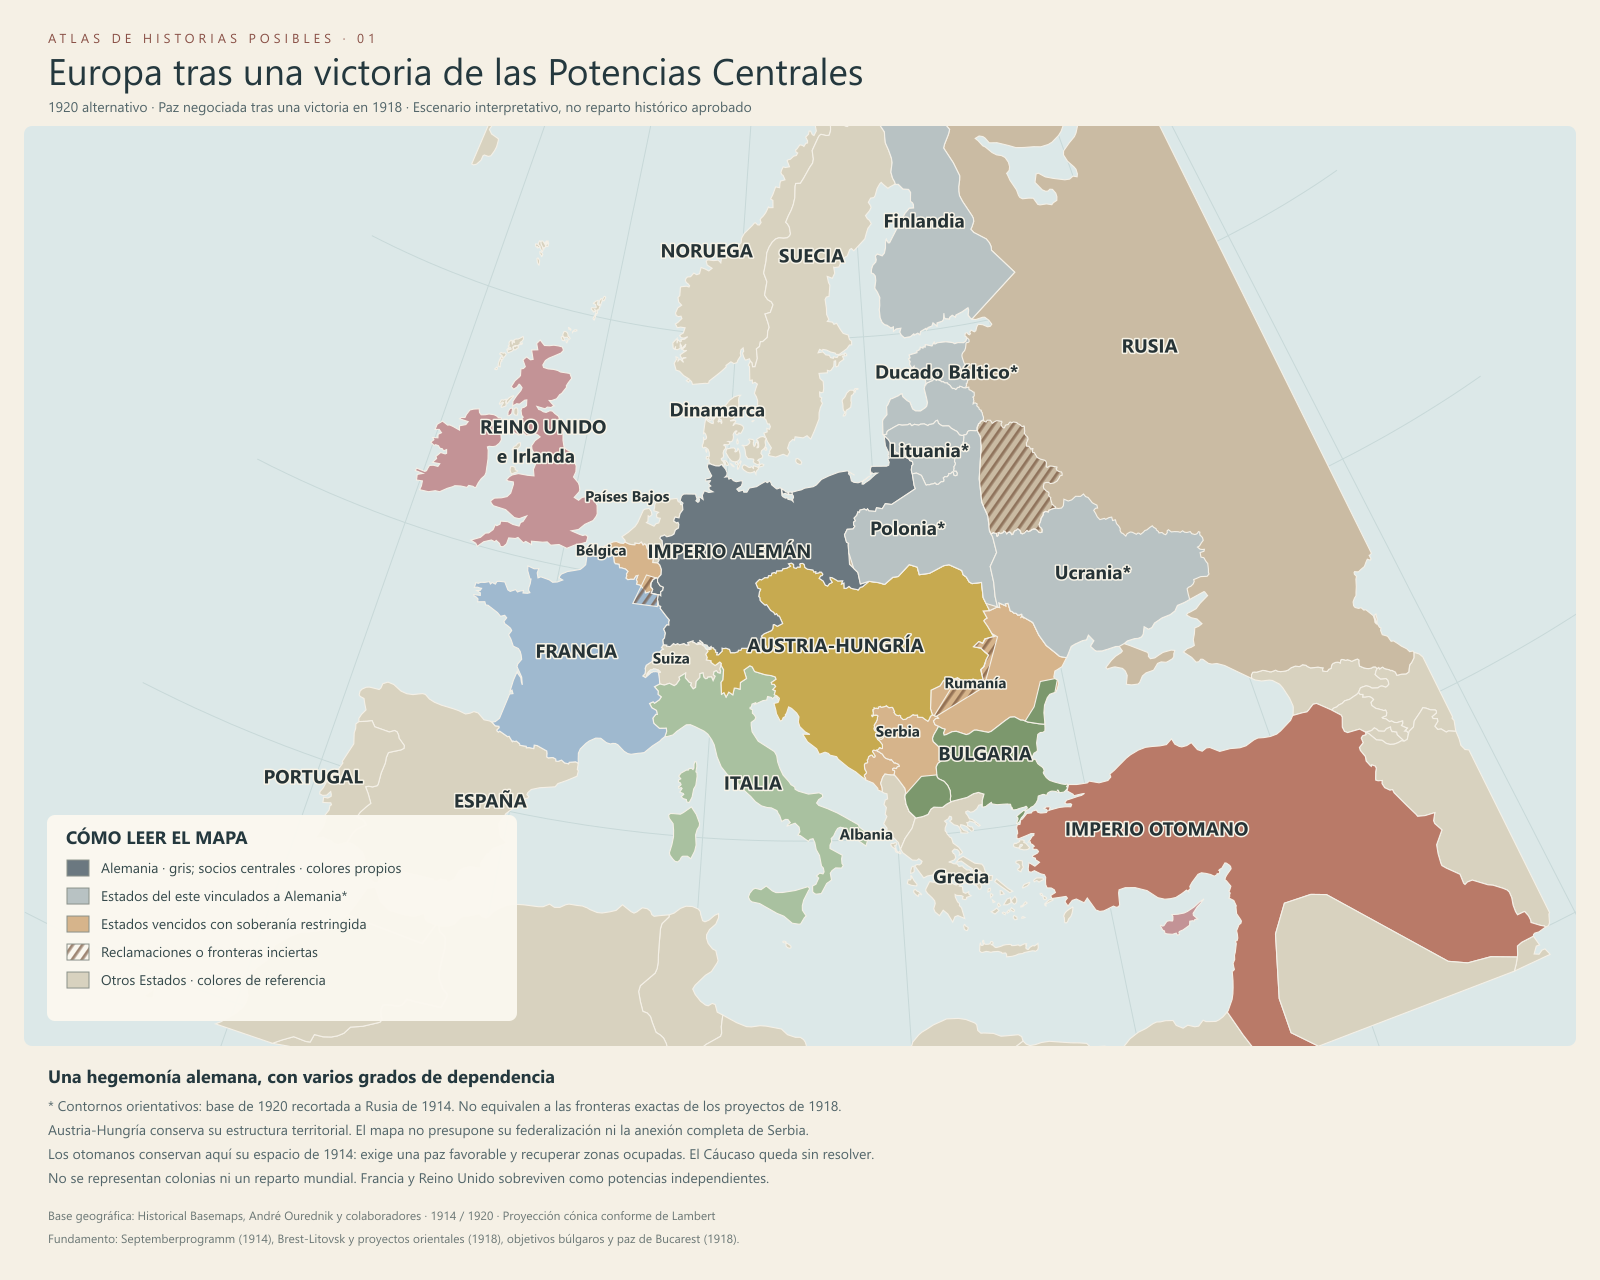 ATLAS DE HISTORIAS POSIBLES · 01
Europa tras una victoria de las Potencias Centrales
1920 alternativo · Paz negociada tras una victoria en 1918 · Escenario interpretativo, no reparto histórico aprobado
Finlandia
NORUEGA
SUECIA
RUSIA
Ducado Báltico*
Dinamarca
REINO UNIDO
e Irlanda
Lituania*
Países Bajos
Polonia*
Bélgica
IMPERIO ALEMÁN
Ucrania*
FRANCIA
AUSTRIA-HUNGRÍA
Suiza
Rumanía
Serbia
BULGARIA
PORTUGAL
ITALIA
ESPAÑA
IMPERIO OTOMANO
Albania
Grecia
CÓMO LEER EL MAPA
Alemania · gris; socios centrales · colores propios
Estados del este vinculados a Alemania*
Estados vencidos con soberanía restringida
Reclamaciones o fronteras inciertas
Otros Estados · colores de referencia
Una hegemonía alemana, con varios grados de dependencia
* Contornos orientativos: base de 1920 recortada a Rusia de 1914. No equivalen a las fronteras exactas de los proyectos de 1918.
Austria-Hungría conserva su estructura territorial. El mapa no presupone su federalización ni la anexión completa de Serbia.
Los otomanos conservan aquí su espacio de 1914: exige una paz favorable y recuperar zonas ocupadas. El Cáucaso queda sin resolver.
No se representan colonias ni un reparto mundial. Francia y Reino Unido sobreviven como potencias independientes.
Base geográfica: Historical Basemaps, André Ourednik y colaboradores · 1914 / 1920 · Proyección cónica conforme de Lambert
Fundamento: Septemberprogramm (1914), Brest-Litovsk y proyectos orientales (1918), objetivos búlgaros y paz de Bucarest (1918).